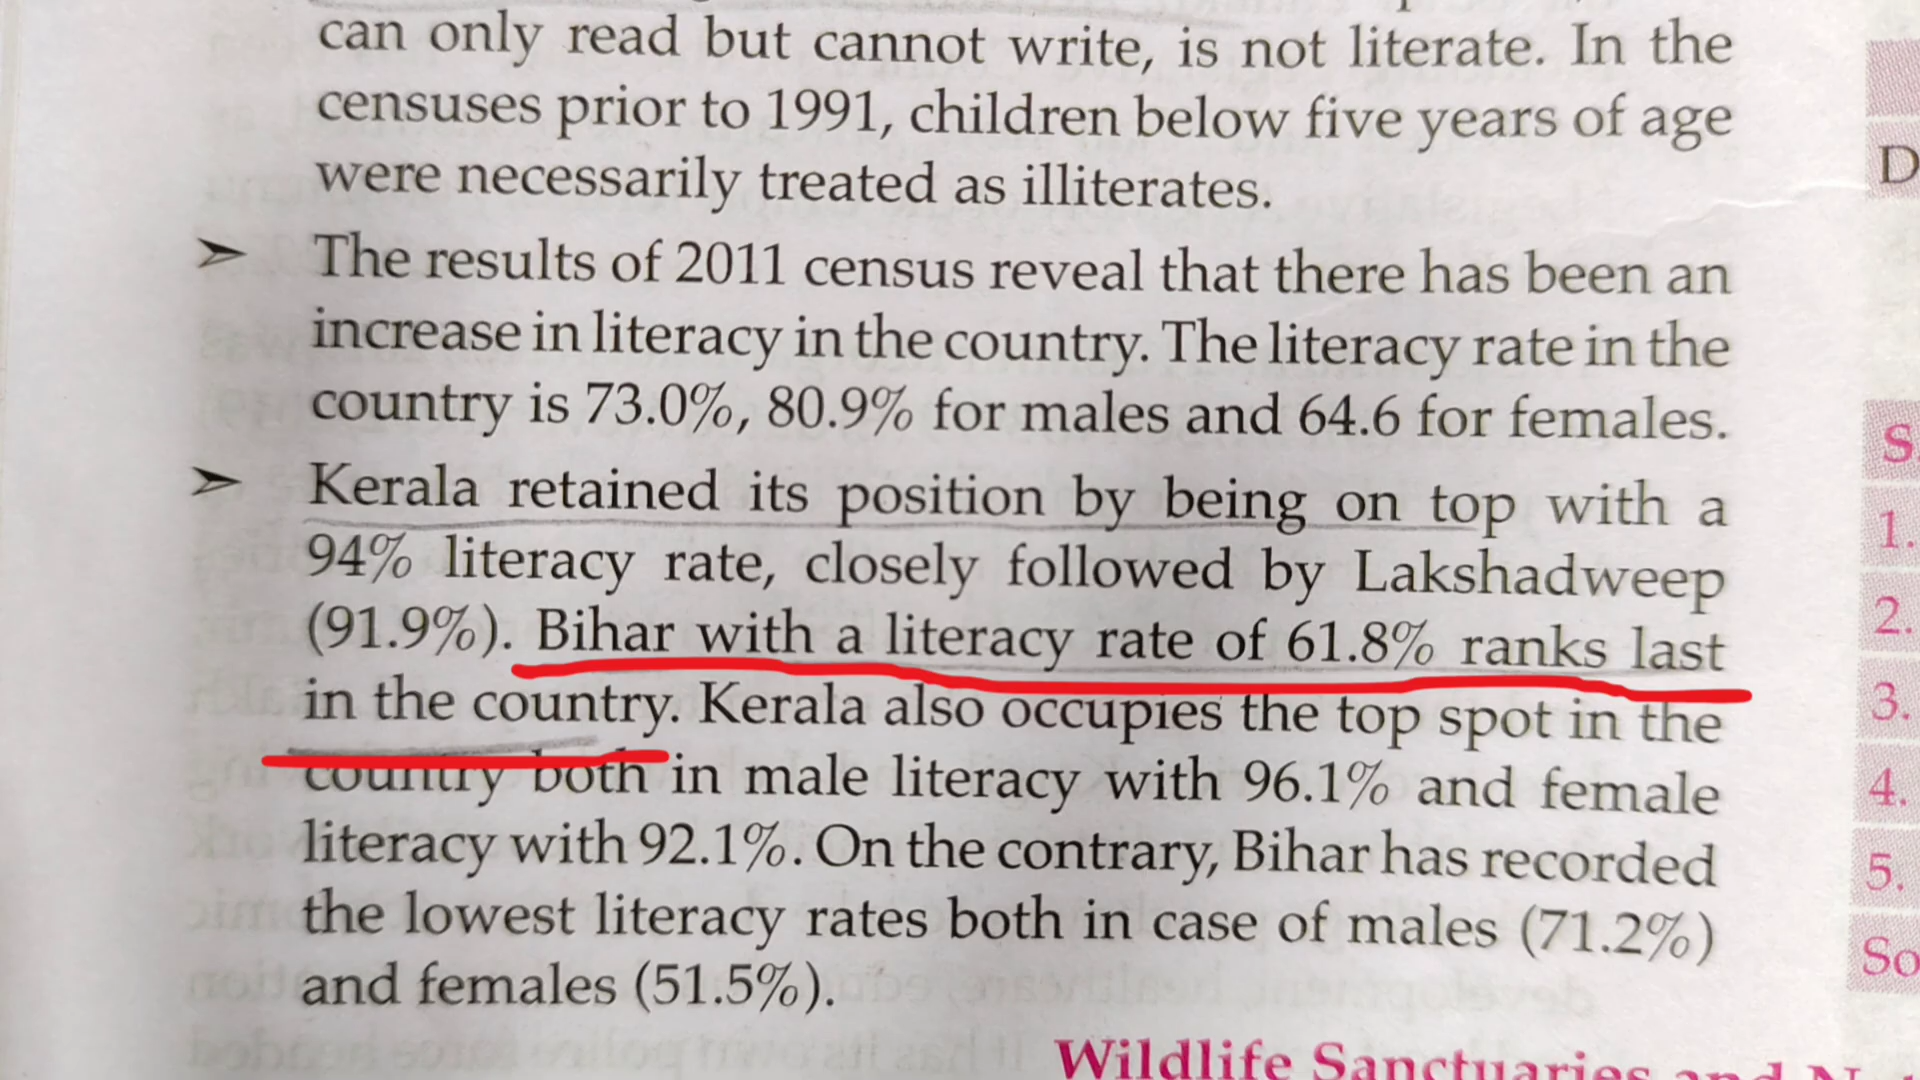 can only read but cannot write, is not literate. In the
censuses prior to 1991, children below five years of age
were necessarily treated as illiterates.
➤ The results of 2011 census reveal that there has been an
increase in literacy in the country. The literacy rate in the
country is 73.0%, 80.9% for males and 64.6 for females.
➤ Kerala retained its position by being on top with a
94% literacy rate, closely followed by Lakshadweep
(91.9%). Bihar with a literacy rate of 61.8% ranks last
in the country. Kerala also occupies the top spot in the
country both in male literacy with 96.1% and female
literacy with 92.1%. On the contrary, Bihar has recorded
the lowest literacy rates both in case of males (71.2%)
and females (51.5%).
Wildlife Sanctuaries and
D
S
1.
2.
3.
4.
5.
So